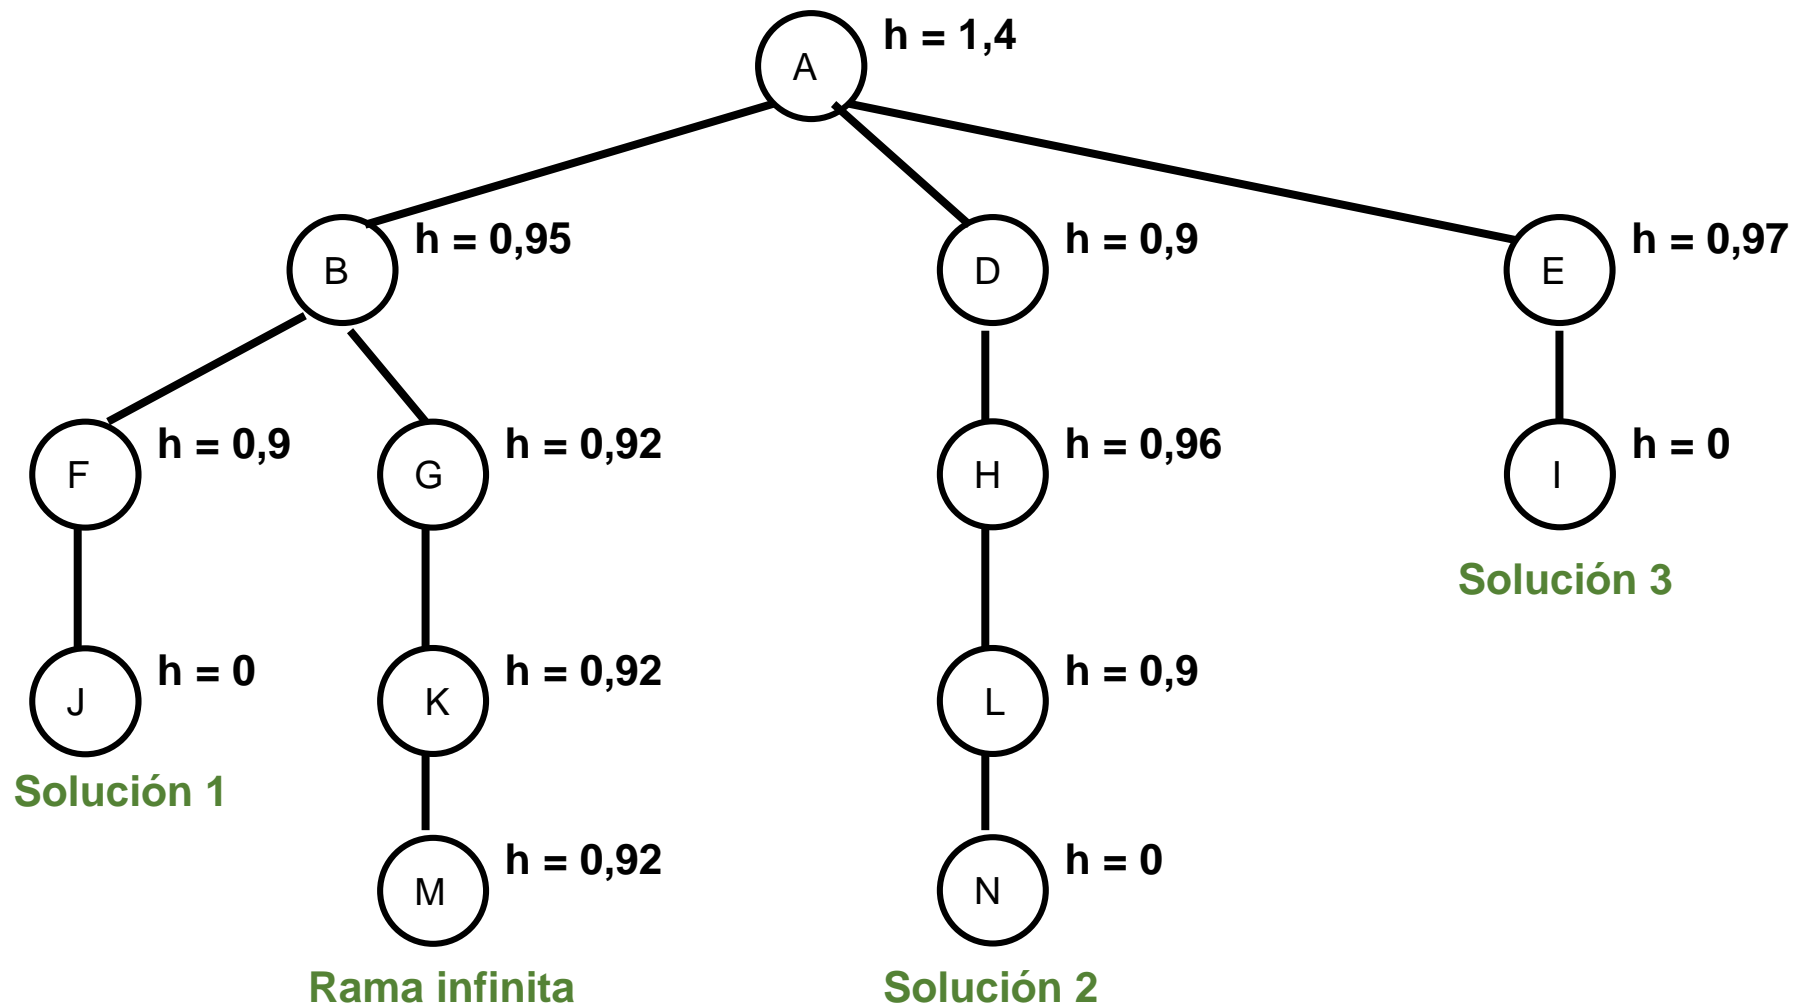 A
h = 1,4
B
h = 0,95
D
h = 0,9
E
h = 0,97
F
h = 0,9
G
h = 0,92
H
h = 0,96
I
h = 0
Solución 3
J
h = 0
K
h = 0,92
L
h = 0,9
Solución 1
M
h = 0,92
N
h = 0
Rama infinita
Solución 2